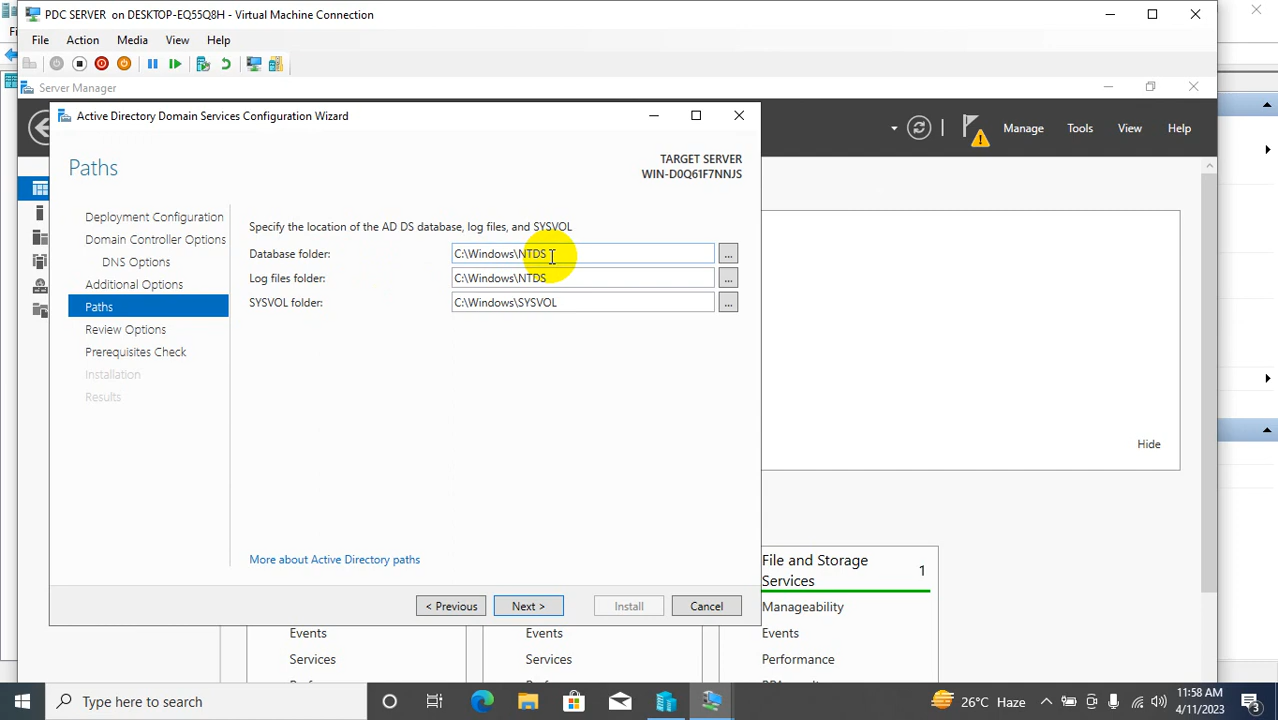 PDC SERVER on DESKTOP-EQ55Q8H - Virtual Machine Connection
File Action Media View Help
Server Manager
Active Directory Domain Services Configuration Wizard
Manage Tools View Help
Paths
TARGET SERVER
WIN-D0Q61F7NNJS
Deployment Configuration
Domain Controller Options
DNS Options
Additional Options
Paths
Review Options
Prerequisites Check
Installation
Results
Specify the location of the AD DS database, log files, and SYSVOL
Database folder: C:\Windows\NTDS ...
Log files folder: C:\Windows\NTDS ...
SYSVOL folder: C:\Windows\SYSVOL ...
More about Active Directory paths
< Previous Next > Install Cancel
Hide
File and Storage
Services
1
Manageability
Events Events Events
Services Services Performance
Type here to search
26°C Haze
11:58 AM
4/11/2023
3